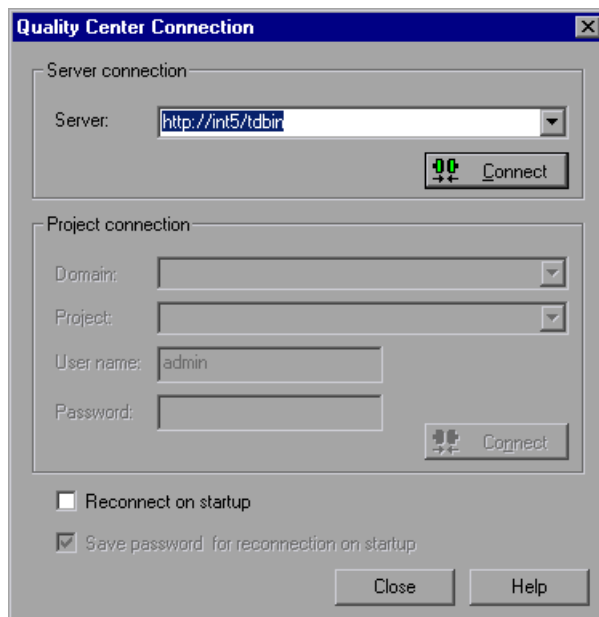 Quality Center Connection
Server connection
Server: http://int5/tdbin
Connect
Project connection
Domain:
Project:
User name: admin
Password:
Connect
Reconnect on startup
Save password for reconnection on startup
Close Help